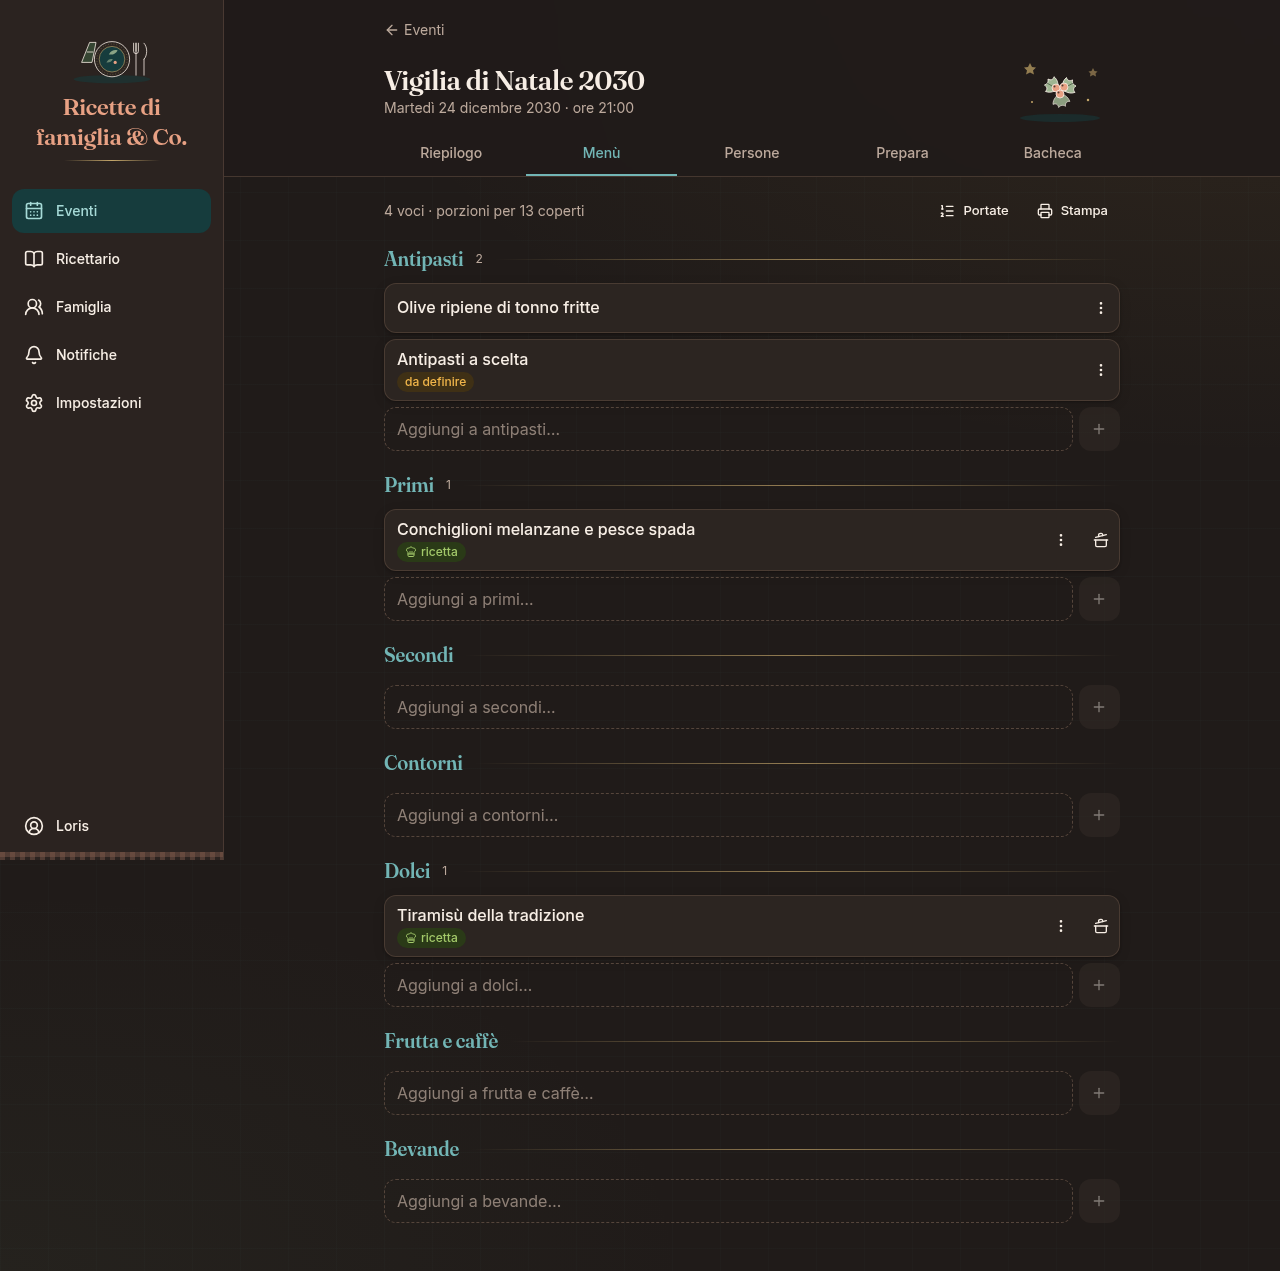 Ricette di
famiglia & Co.
Eventi
Ricettario
Famiglia
Notifiche
Impostazioni
Loris
Eventi
Vigilia di Natale 2030
Martedì 24 dicembre 2030 · ore 21:00
Riepilogo
Menù
Persone
Prepara
Bacheca
4 voci · porzioni per 13 coperti
Portate
Stampa
Antipasti 2
Olive ripiene di tonno fritte
Antipasti a scelta
da definire
Aggiungi a antipasti...
Primi 1
Conchiglioni melanzane e pesce spada
ricetta
Aggiungi a primi...
Secondi
Aggiungi a secondi...
Contorni
Aggiungi a contorni...
Dolci 1
Tiramisù della tradizione
ricetta
Aggiungi a dolci...
Frutta e caffè
Aggiungi a frutta e caffè...
Bevande
Aggiungi a bevande...